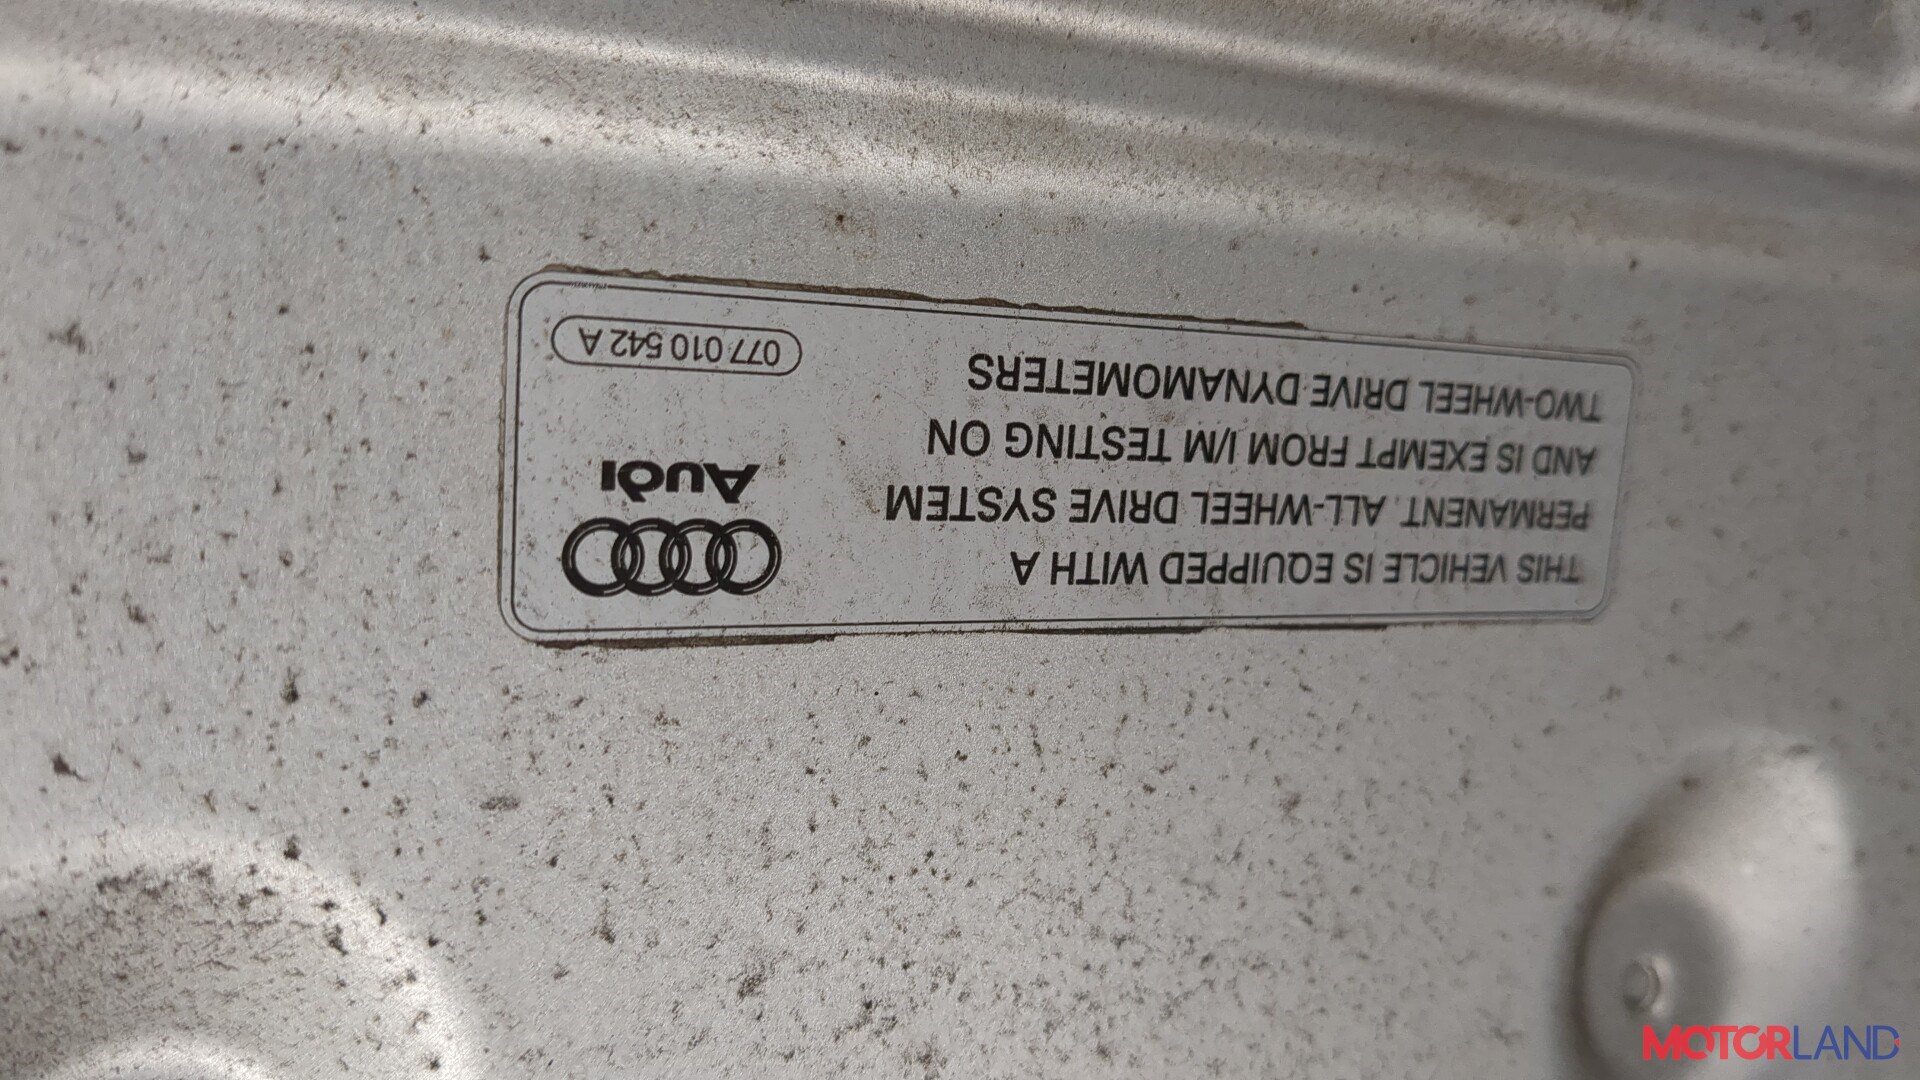 THIS VEHICLE IS EQUIPPED WITH A
PERMANENT, ALL-WHEEL DRIVE SYSTEM
AND IS EXEMPT FROM I/M TESTING ON
TWO-WHEEL DRIVE DYNAMOMETERS
Audi
077 010 542 A
MOTORLAND